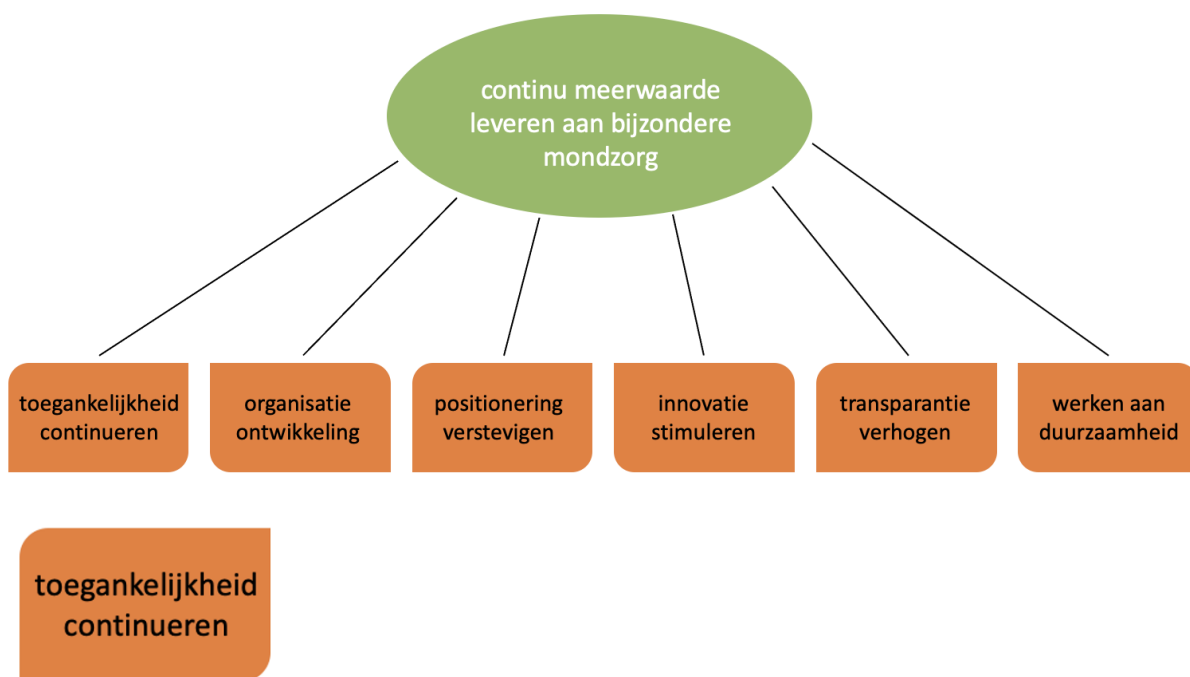 continu meerwaarde
leveren aan bijzondere
mondzorg
toegankelijkheid
continueren
organisatie
ontwikkeling
positionering
verstevigen
innovatie
stimuleren
transparantie
verhogen
werken aan
duurzaamheid
toegankelijkheid
continueren